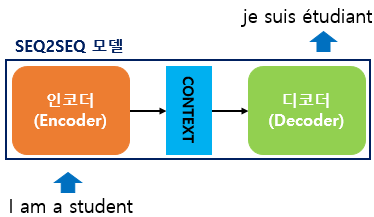 je suis étudiant
SEQ2SEQ 모델
인코더
(Encoder)
CONTEXT
디코더
(Decoder)
I am a student